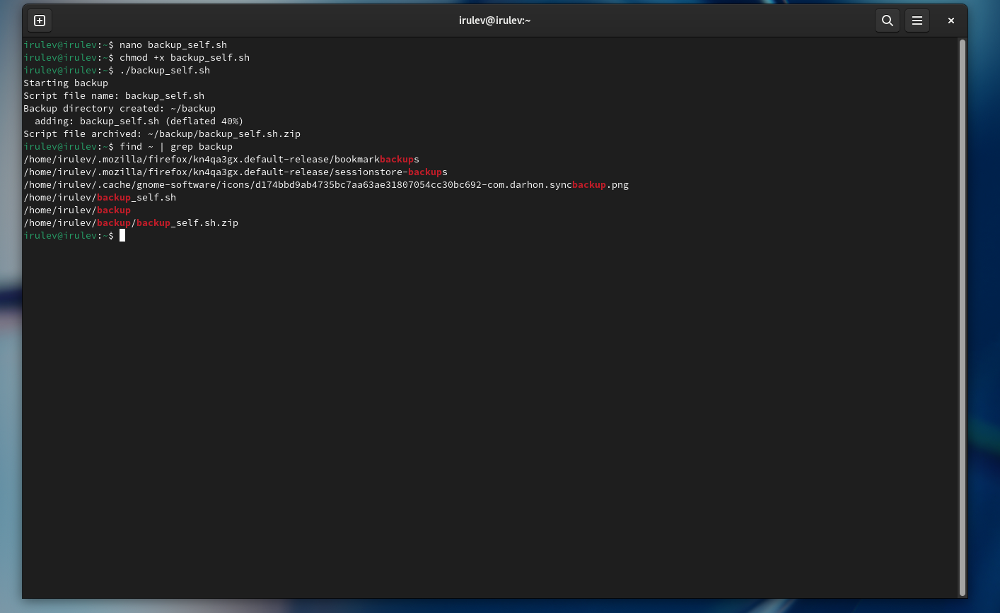 irulev@irulev:~
irulev@irulev:~$ nano backup_self.sh
irulev@irulev:~$ chmod +x backup_self.sh
irulev@irulev:~$ ./backup_self.sh
Starting backup
Script file name: backup_self.sh
Backup directory created: ~/backup
  adding: backup_self.sh (deflated 40%)
Script file archived: ~/backup/backup_self.sh.zip
irulev@irulev:~$ find ~ | grep backup
/home/irulev/.mozilla/firefox/kn4qa3gx.default-release/bookmarkbackups
/home/irulev/.mozilla/firefox/kn4qa3gx.default-release/sessionstore-backups
/home/irulev/.cache/gnome-software/icons/d174bbd9ab4735bc7aa63ae31807054cc30bc692-com.darhon.syncbackup.png
/home/irulev/backup_self.sh
/home/irulev/backup
/home/irulev/backup/backup_self.sh.zip
irulev@irulev:~$